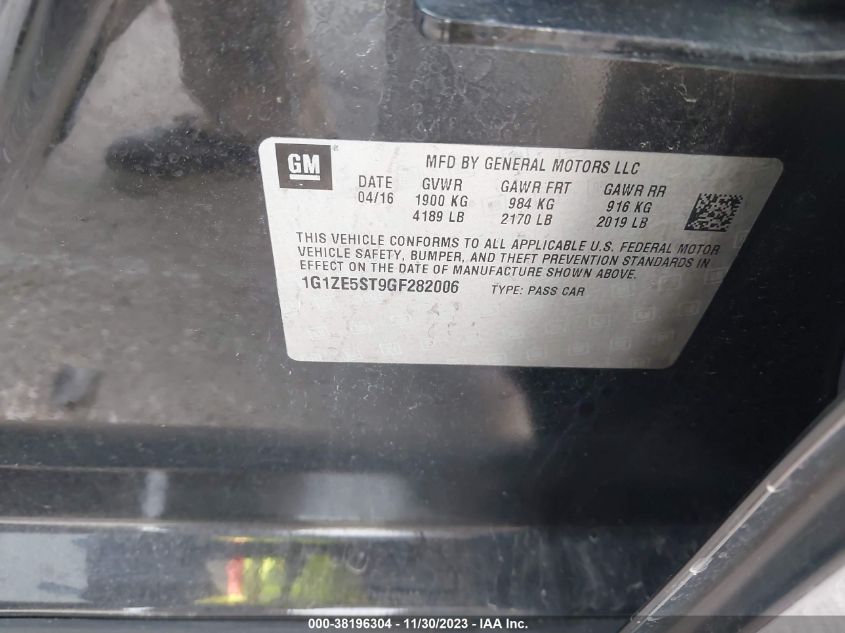 GM
MFD BY GENERAL MOTORS LLC
DATE GVWR GAWR FRT GAWR RR
04/16 1900 KG 984 KG 916 KG
4189 LB 2170 LB 2019 LB
THIS VEHICLE CONFORMS TO ALL APPLICABLE U.S. FEDERAL MOTOR
VEHICLE SAFETY, BUMPER, AND THEFT PREVENTION STANDARDS IN
EFFECT ON THE DATE OF MANUFACTURE SHOWN ABOVE.
1G1ZE5ST9GF282006 TYPE: PASS CAR
000-38196304 - 11/30/2023 - IAA Inc.